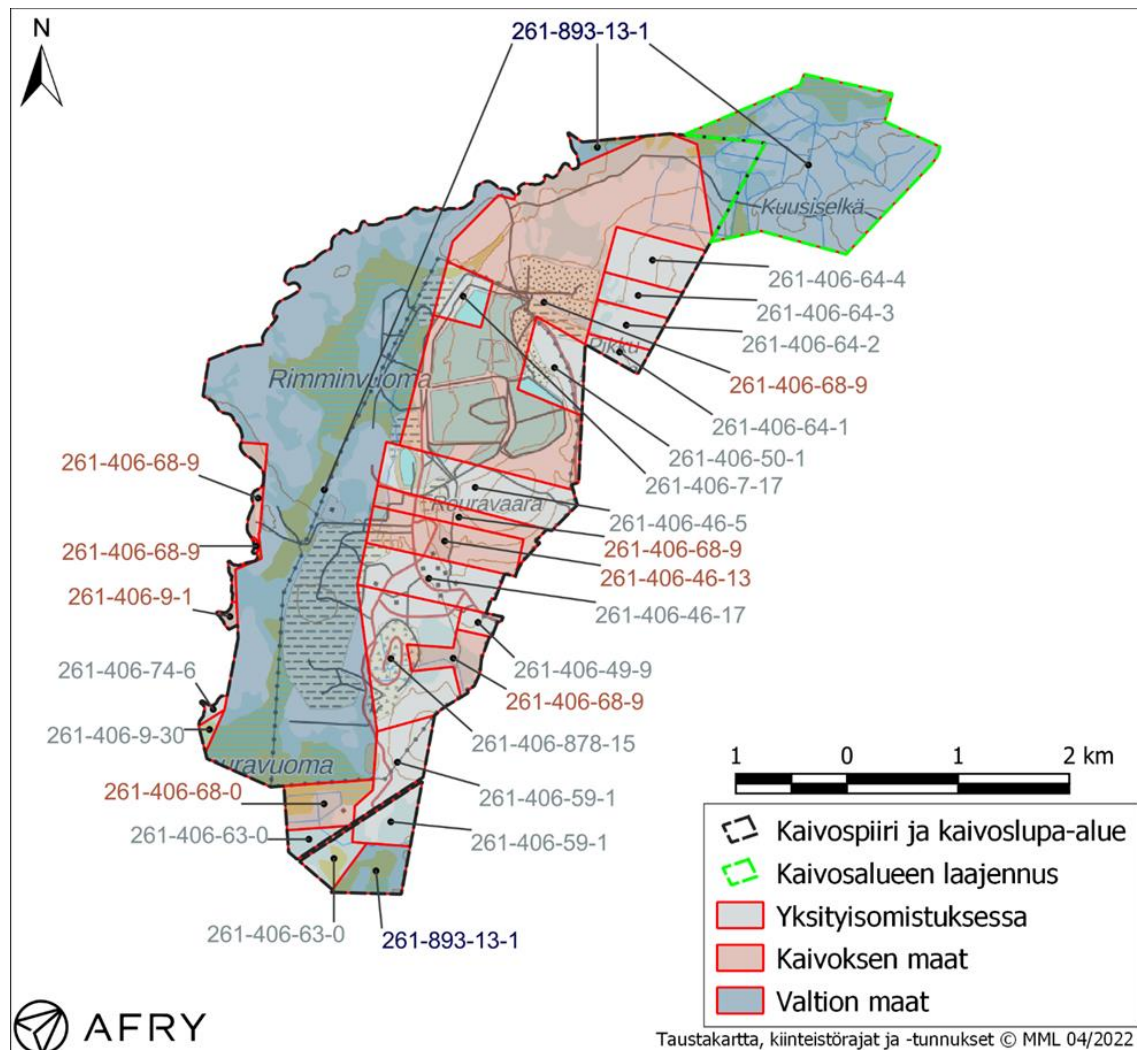 N
261-893-13-1
Kuusiselkä
261-406-64-4
261-406-64-3
261-406-64-2
Pikku
261-406-68-9
261-406-64-1
261-406-50-1
261-406-7-17
Rimminvuoma
261-406-68-9
Rouravaara
261-406-46-5
261-406-68-9
261-406-68-9
261-406-46-13
261-406-9-1
261-406-46-17
261-406-74-6
261-406-49-9
261-406-68-9
261-406-9-30
261-406-878-15
uravuoma
261-406-68-0
261-406-59-1
261-406-63-0
261-406-59-1
261-406-63-0
261-893-13-1
1 0 1 2 km
Kaivospiiri ja kaivoslupa-alue
Kaivosalueen laajennus
Yksityisomistuksessa
Kaivoksen maat
Valtion maat
AFRY
Taustakartta, kiinteistörajat ja -tunnukset © MML 04/2022